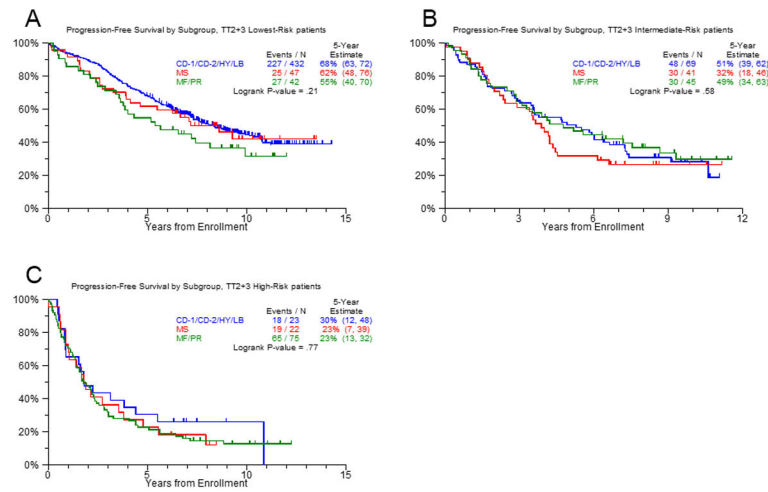 A
Progression-Free Survival by Subgroup, TT2+3 Lowest-Risk patients
5-Year
Events / N Estimate
CD-1/CD-2/HY/LB 227 / 432 68% (63, 72)
MS 25 / 47 62% (48, 76)
MF/PR 27 / 42 55% (40, 70)
Logrank P-value = .21
100%
80%
60%
40%
20%
0%
0 5 10 15
Years from Enrollment
B
Progression-Free Survival by Subgroup, TT2+3 Intermediate-Risk patients
5-Year
Events / N Estimate
CD-1/CD-2/HY/LB 48 / 69 51% (39, 62)
MS 30 / 41 32% (18, 46)
MF/PR 30 / 45 49% (34, 63)
Logrank P-value = .58
100%
80%
60%
40%
20%
0%
0 3 6 9 12
Years from Enrollment
C
Progression-Free Survival by Subgroup, TT2+3 High-Risk patients
5-Year
Events / N Estimate
CD-1/CD-2/HY/LB 18 / 23 30% (12, 48)
MS 19 / 22 23% (7, 39)
MF/PR 65 / 75 23% (13, 32)
Logrank P-value = .77
100%
80%
60%
40%
20%
0%
0 5 10 15
Years from Enrollment